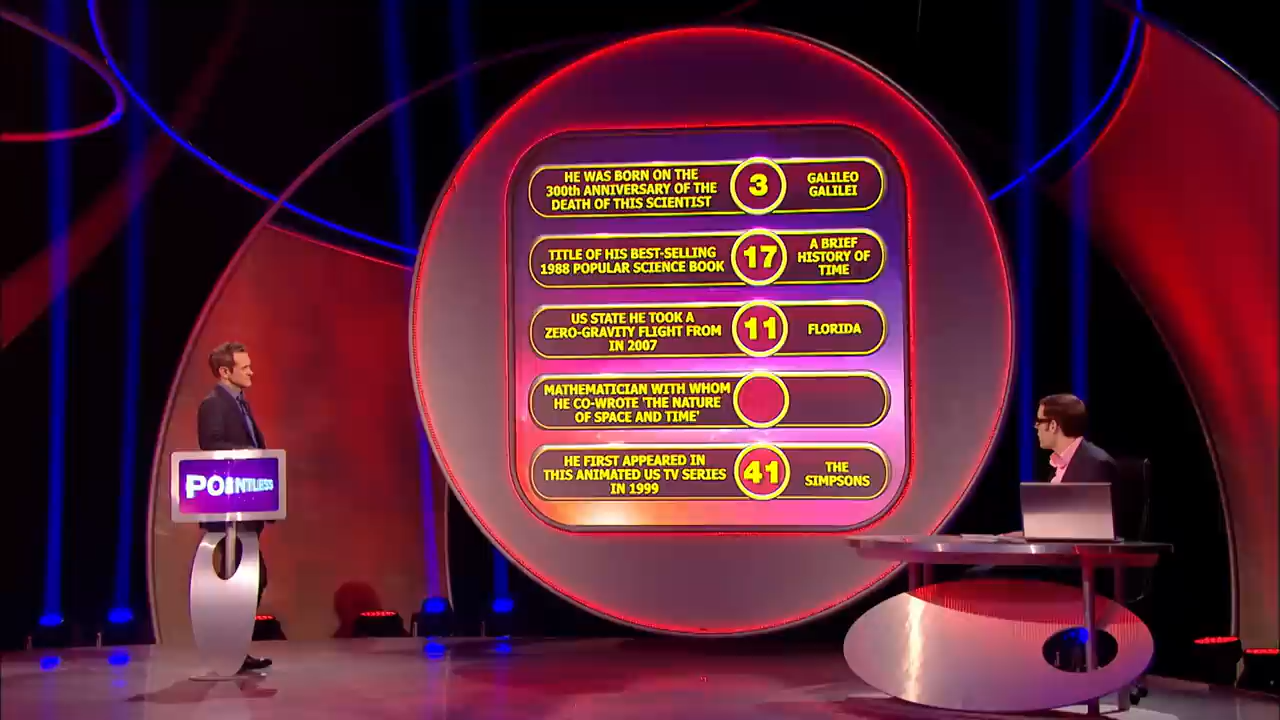 HE WAS BORN ON THE
300th ANNIVERSARY OF THE
DEATH OF THIS SCIENTIST
3
GALILEO
GALILEI
TITLE OF HIS BEST-SELLING
1988 POPULAR SCIENCE BOOK
17
A BRIEF
HISTORY OF
TIME
US STATE HE TOOK A
ZERO-GRAVITY FLIGHT FROM
IN 2007
11
FLORIDA
MATHEMATICIAN WITH WHOM
HE CO-WROTE 'THE NATURE
OF SPACE AND TIME'
HE FIRST APPEARED IN
THIS ANIMATED US TV SERIES
IN 1999
41
THE
SIMPSONS
POINTLESS